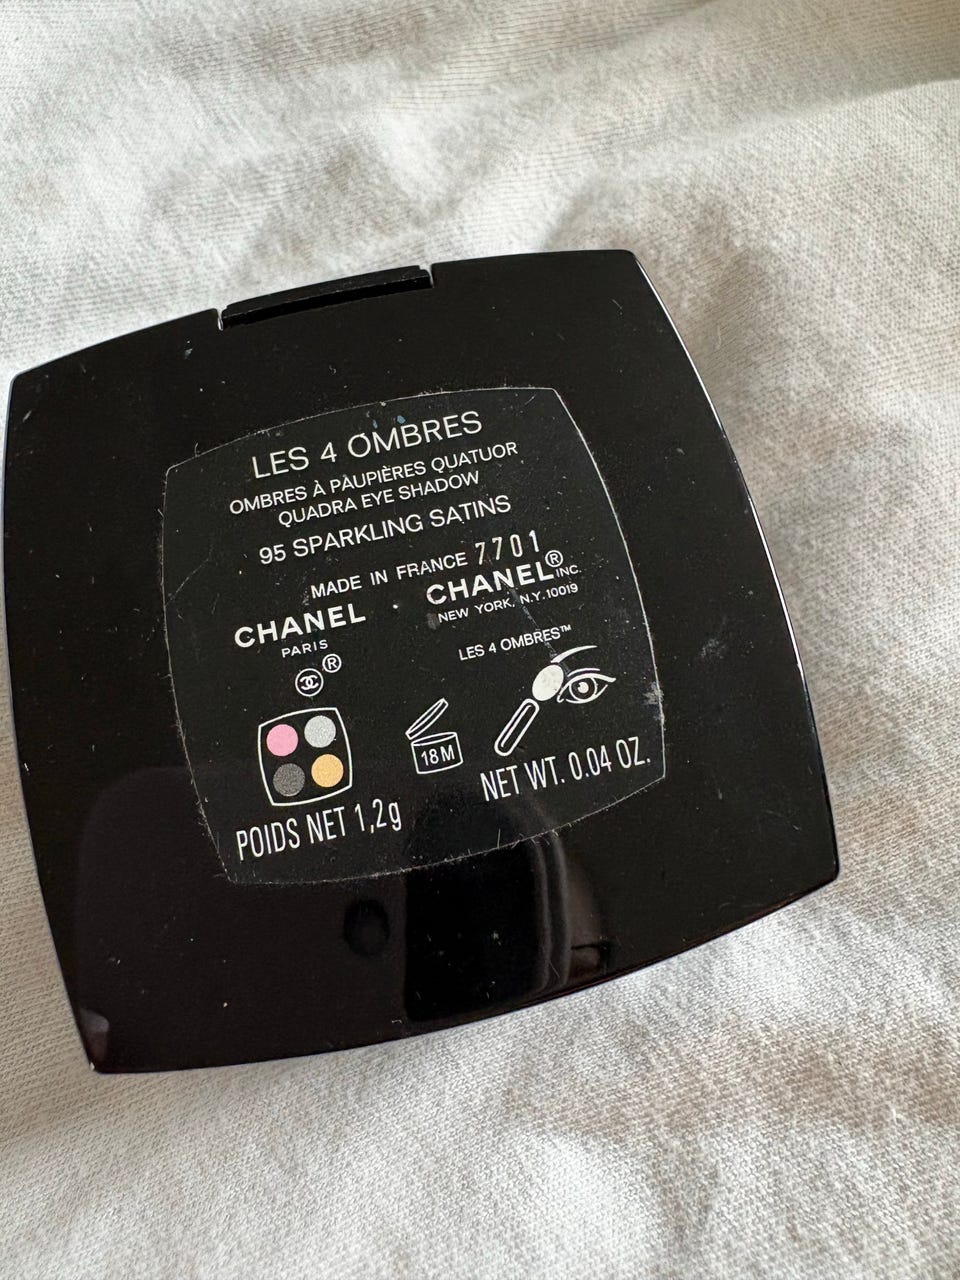 LES 4 OMBRES
OMBRES À PAUPIÈRES QUATUOR
QUADRA EYE SHADOW
95 SPARKLING SATINS
MADE IN FRANCE 7701
CHANEL
PARIS
®
CHANEL® INC.
NEW YORK, N.Y. 10019
LES 4 OMBRES™
18 M
POIDS NET 1,2g
NET WT. 0.04 OZ.